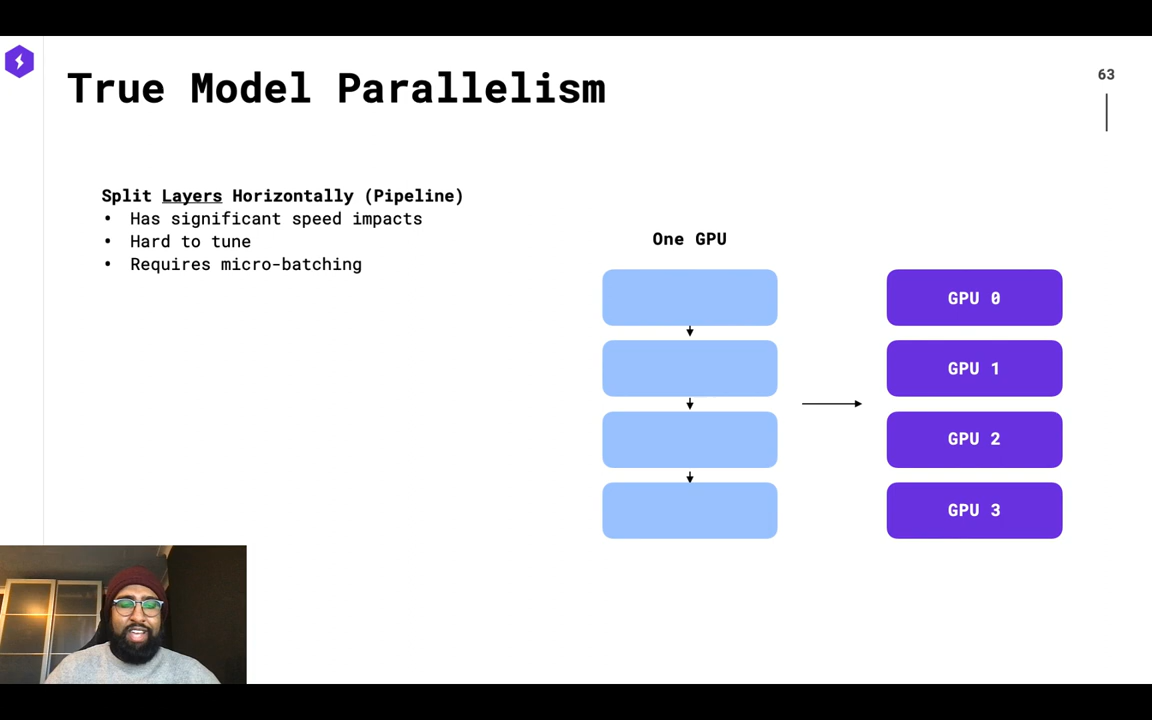 True Model Parallelism
63
Split Layers Horizontally (Pipeline)
• Has significant speed impacts
• Hard to tune
• Requires micro-batching
One GPU
GPU 0
GPU 1
GPU 2
GPU 3